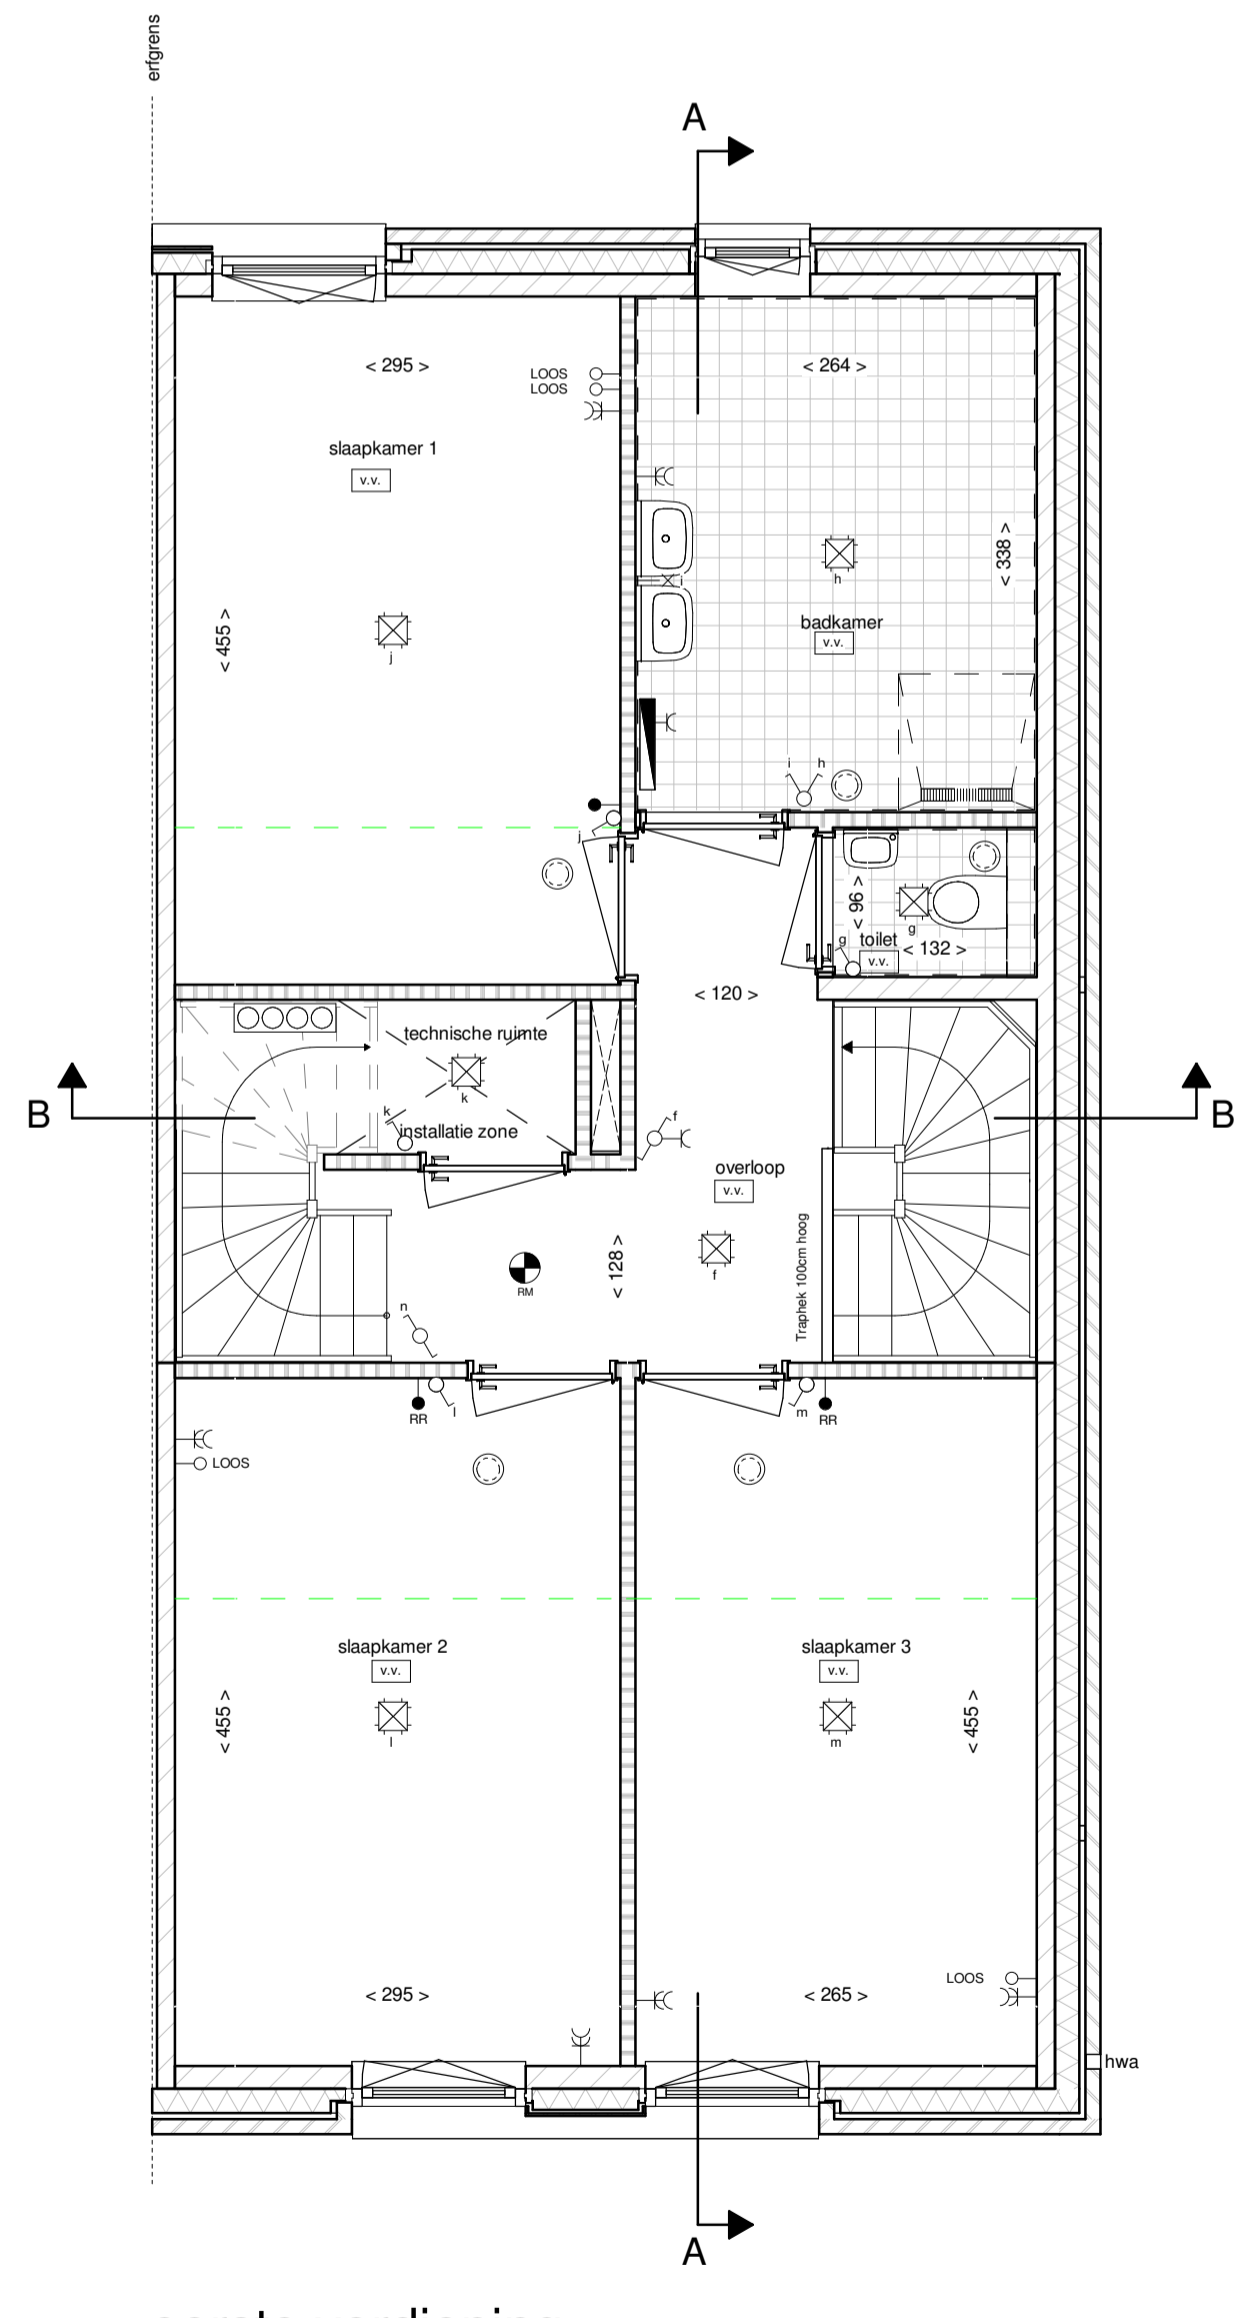 erfgrens
A
< 295 >
LOOS
LOOS
< 264 >
slaapkamer 1
v.v.
< 338 >
h
i
badkamer
v.v.
< 455 >
j
i h
j
< 96 >
g
g toilet
v.v.
< 132 >
< 120 >
technische ruimte
k
k
installatie zone
B
B
f
overloop
v.v.
f
Traphek 100cm hoog
< 128 >
RM
n
l
RR
m
RR
LOOS
slaapkamer 2
v.v.
l
< 455 >
slaapkamer 3
v.v.
m
< 455 >
LOOS
< 295 >
< 265 >
hwa
A